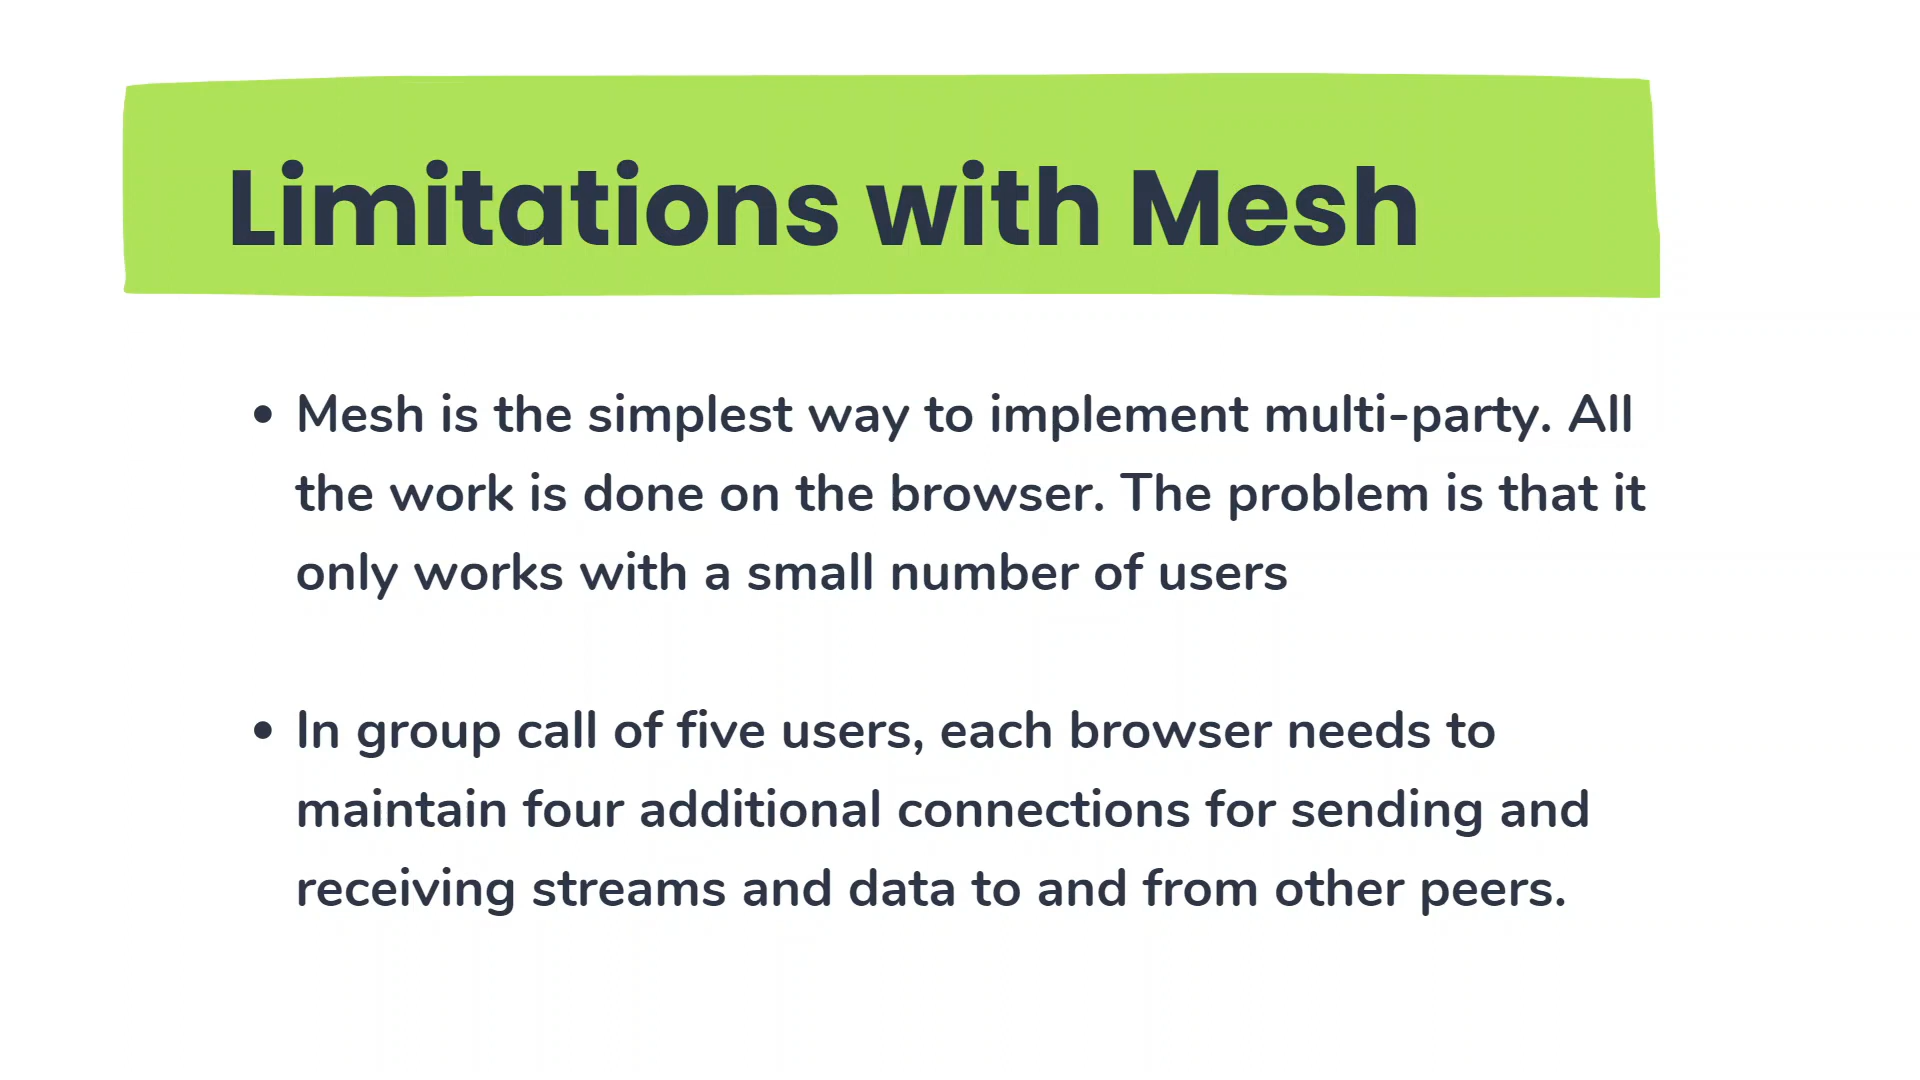 Limitations with Mesh
• Mesh is the simplest way to implement multi-party. All
the work is done on the browser. The problem is that it
only works with a small number of users
• In group call of five users, each browser needs to
maintain four additional connections for sending and
receiving streams and data to and from other peers.